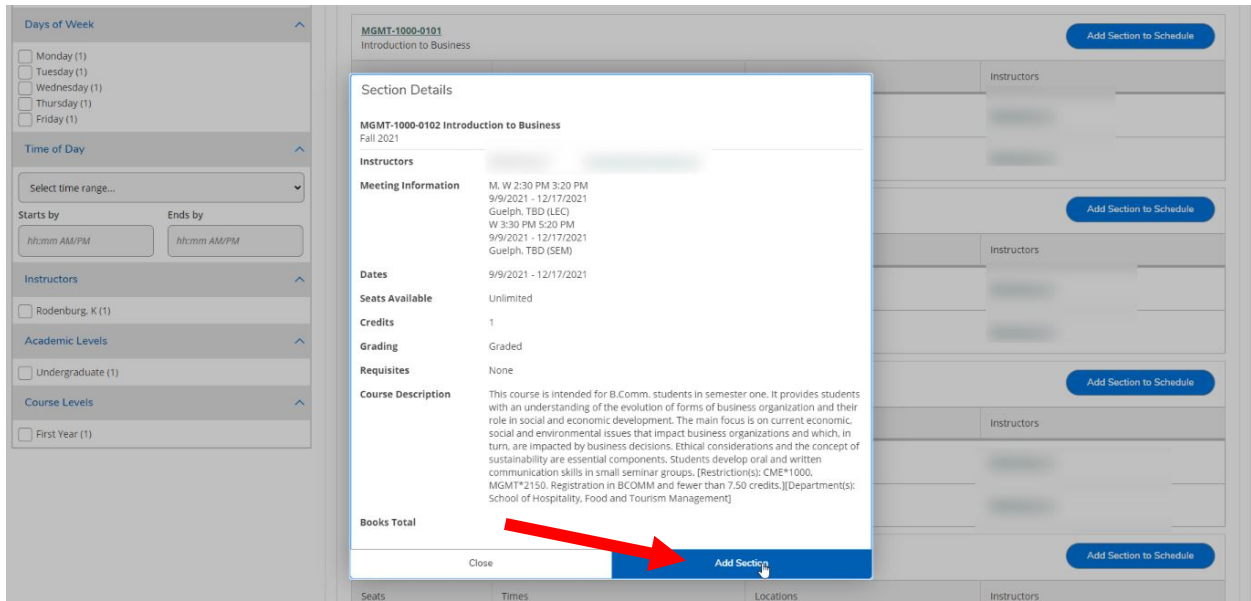 Days of Week
Monday (1)
Tuesday (1)
Wednesday (1)
Thursday (1)
Friday (1)
Time of Day
Select time range...
Starts by
Ends by
hh:mm AM/PM
hh:mm AM/PM
Instructors
Rodenburg, K (1)
Academic Levels
Undergraduate (1)
Course Levels
First Year (1)
MGMT-1000-0101
Introduction to Business
Add Section to Schedule
Instructors
Add Section to Schedule
Instructors
Add Section to Schedule
Instructors
Add Section to Schedule
Seats
Times
Locations
Instructors
Section Details
MGMT-1000-0102 Introduction to Business
Fall 2021
Instructors
Meeting Information
M, W 2:30 PM 3:20 PM
9/9/2021 - 12/17/2021
Guelph, TBD (LEC)
W 3:30 PM 5:20 PM
9/9/2021 - 12/17/2021
Guelph, TBD (SEM)
Dates
9/9/2021 - 12/17/2021
Seats Available
Unlimited
Credits
1
Grading
Graded
Requisites
None
Course Description
This course is intended for B.Comm. students in semester one. It provides students
with an understanding of the evolution of forms of business organization and their
role in social and economic development. The main focus is on current economic,
social and environmental issues that impact business organizations and which, in
turn, are impacted by business decisions. Ethical considerations and the concept of
sustainability are essential components. Students develop oral and written
communication skills in small seminar groups. [Restriction(s): CME*1000,
MGMT*2150. Registration in BCOMM and fewer than 7.50 credits.][Department(s):
School of Hospitality, Food and Tourism Management]
Books Total
Close
Add Section